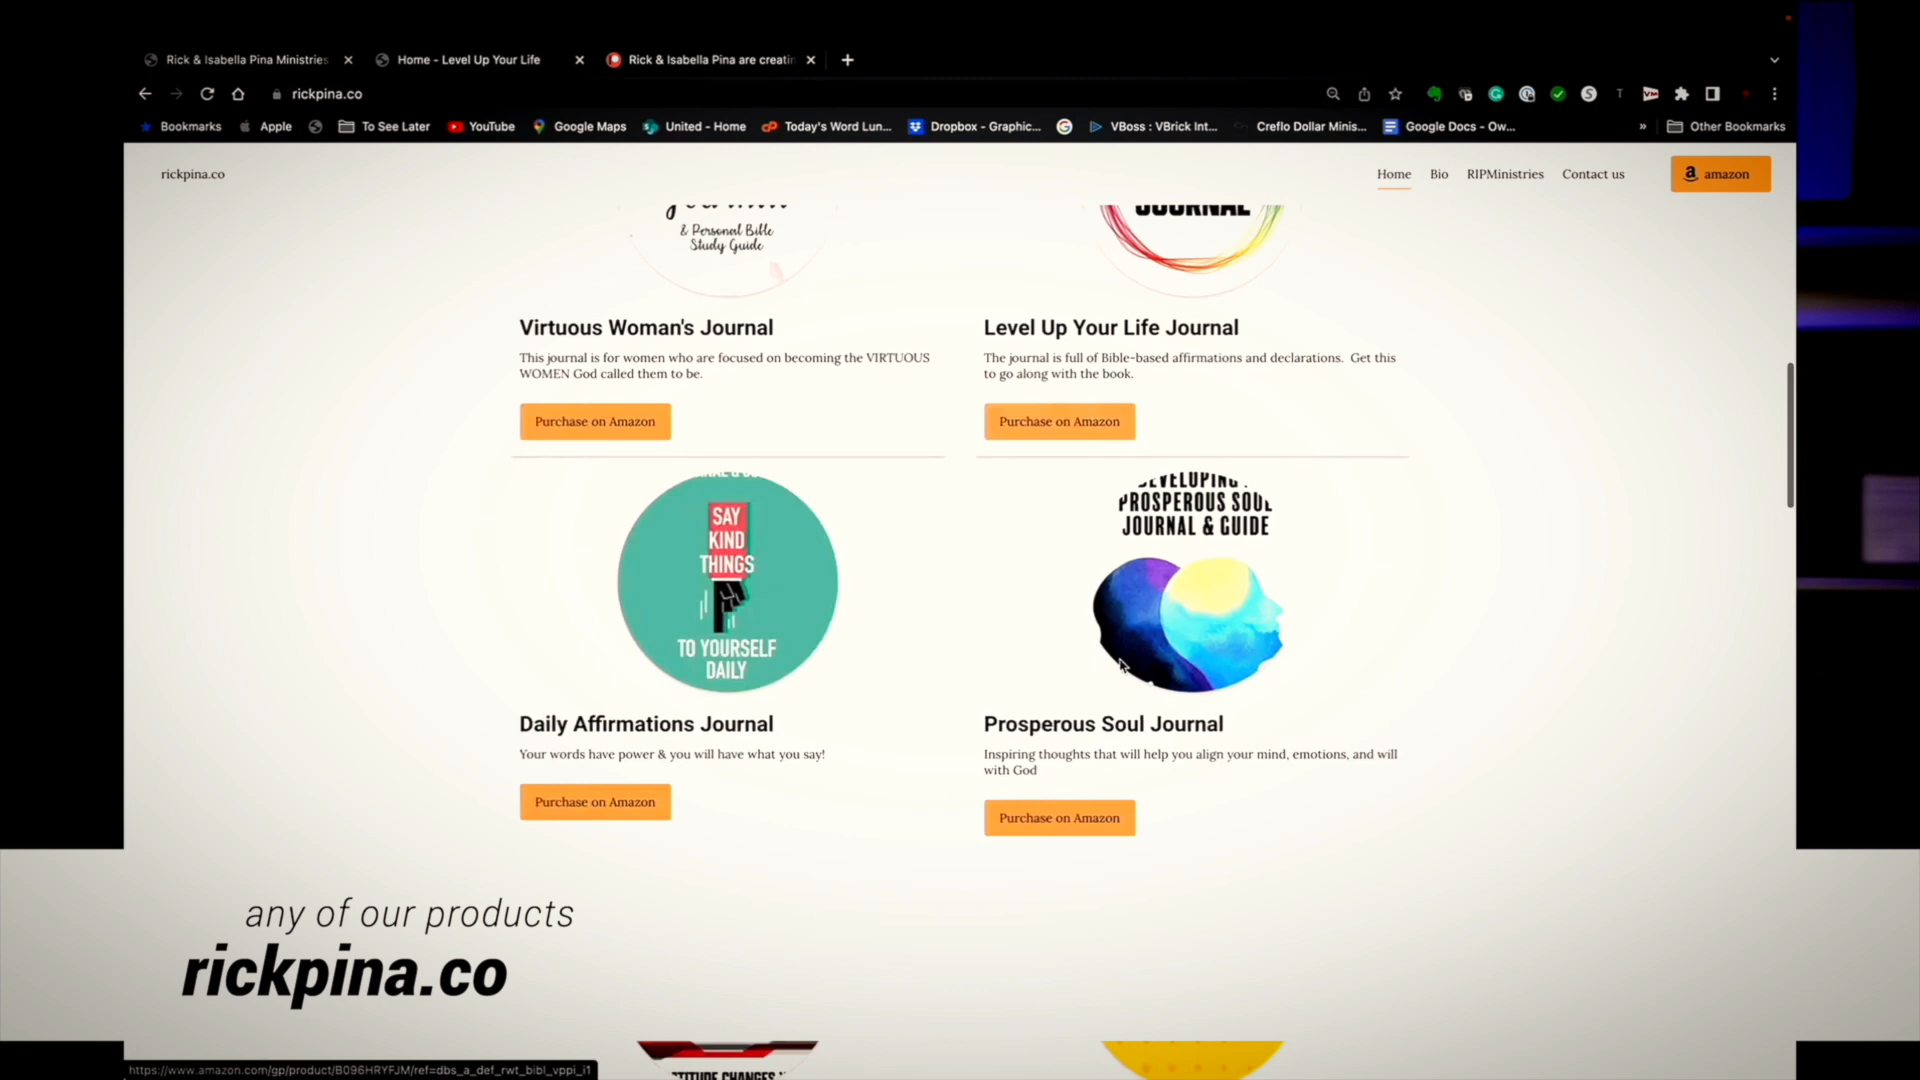 Rick & Isabella Pina Ministries
Home - Level Up Your Life
Rick & Isabella Pina are creatin
rickpina.co
Bookmarks
Apple
To See Later
YouTube
Google Maps
United - Home
Today's Word Lun...
Dropbox - Graphic...
VBoss : VBrick Int...
Creflo Dollar Minis...
Google Docs - Ow...
Other Bookmarks
rickpina.co
Home
Bio
RIPMinistries
Contact us
amazon
& Personal Bible
Study Guide
JOURNAL
Virtuous Woman's Journal
This journal is for women who are focused on becoming the VIRTUOUS
WOMEN God called them to be.
Purchase on Amazon
Level Up Your Life Journal
The journal is full of Bible-based affirmations and declarations. Get this
to go along with the book.
Purchase on Amazon
SAY
KIND
THINGS
TO YOURSELF
DAILY
Daily Affirmations Journal
Your words have power & you will have what you say!
Purchase on Amazon
PROSPEROUS SOUL
JOURNAL & GUIDE
Prosperous Soul Journal
Inspiring thoughts that will help you align your mind, emotions, and will
with God
Purchase on Amazon
any of our products
rickpina.co
https://www.amazon.com/gp/product/B096HRYFJM/ref=dbs_a_def_rwt_bibl_vppi_i1